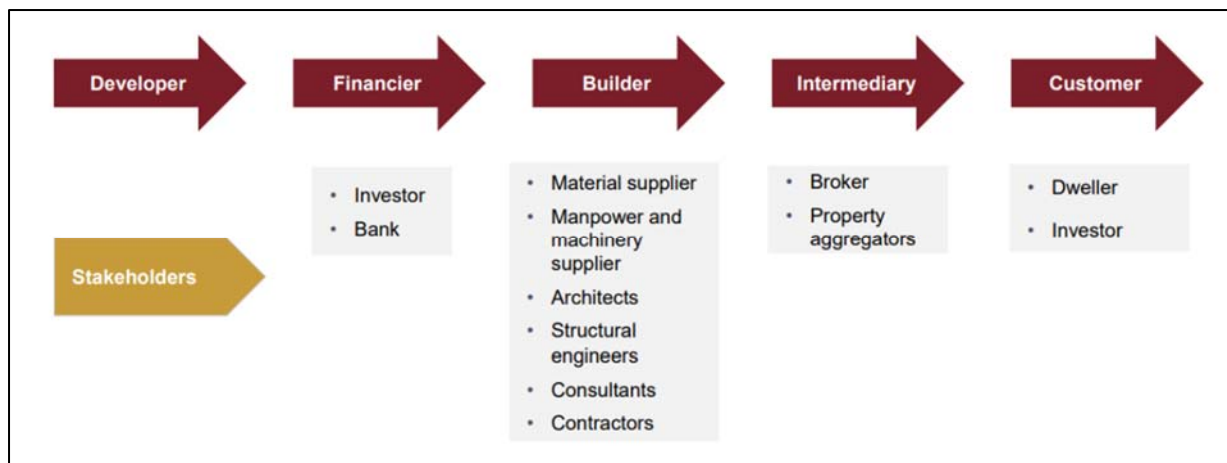 Developer
Financier
Builder
Intermediary
Customer
Stakeholders
• Investor
• Bank
• Material supplier
• Manpower and
machinery
supplier
• Architects
• Structural
engineers
• Consultants
• Contractors
• Broker
• Property
aggregators
• Dweller
• Investor